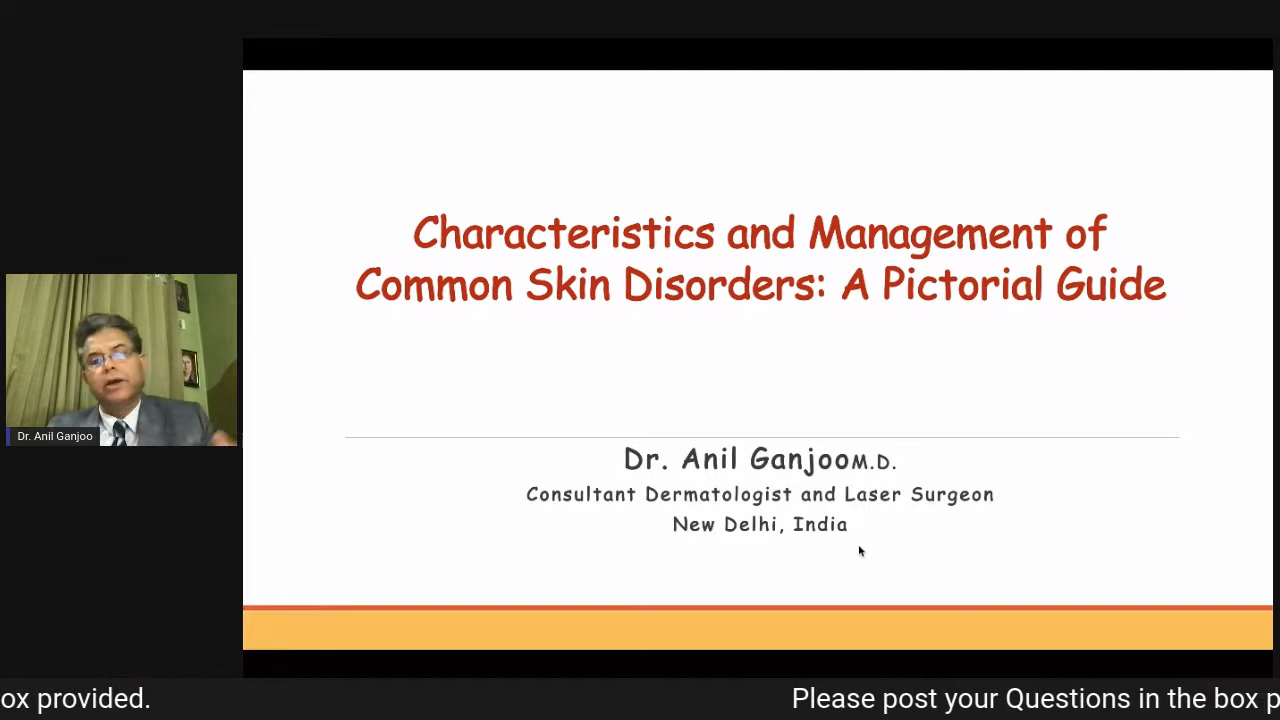 Characteristics and Management of
Common Skin Disorders: A Pictorial Guide
Dr. Anil Ganjoo
Dr. Anil GanjooM.D.
Consultant Dermatologist and Laser Surgeon
New Delhi, India
ox provided.
Please post your Questions in the box p